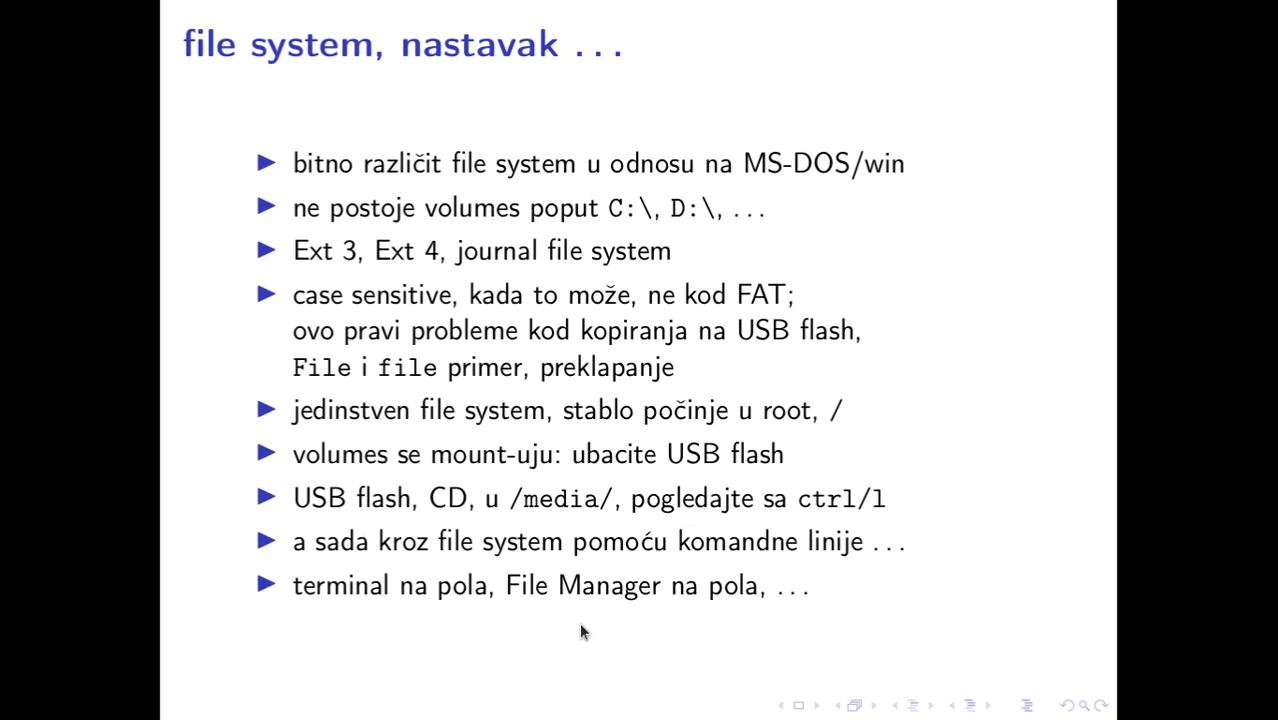 file system, nastavak ...
bitno različit file system u odnosu na MS-DOS/win
ne postoje volumes poput C:\, D:\, ...
Ext 3, Ext 4, journal file system
case sensitive, kada to može, ne kod FAT;
ovo pravi probleme kod kopiranja na USB flash,
File i file primer, preklapanje
jedinstven file system, stablo počinje u root, /
volumes se mount-uju: ubacite USB flash
USB flash, CD, u /media/, pogledajte sa ctrl/l
a sada kroz file system pomoću komandne linije ...
terminal na pola, File Manager na pola, ...